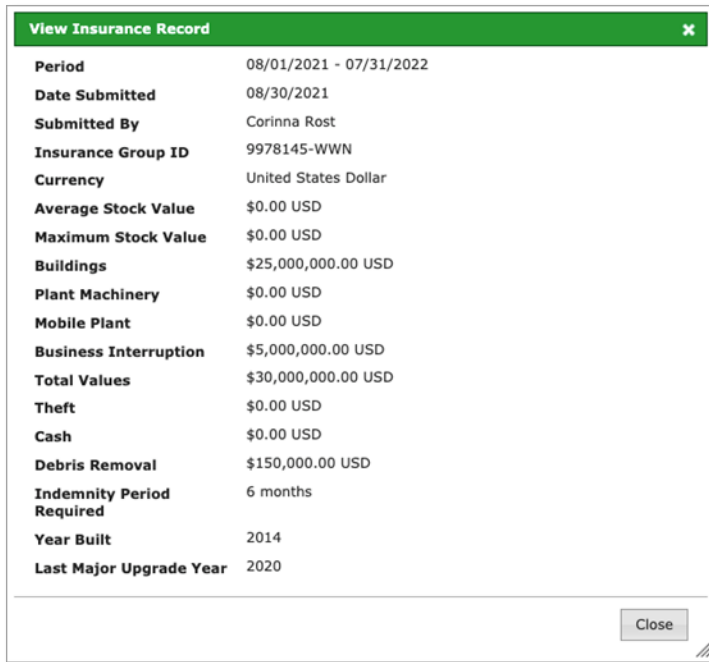 View Insurance Record
Period 08/01/2021 - 07/31/2022
Date Submitted 08/30/2021
Submitted By Corinna Rost
Insurance Group ID 9978145-WWN
Currency United States Dollar
Average Stock Value $0.00 USD
Maximum Stock Value $0.00 USD
Buildings $25,000,000.00 USD
Plant Machinery $0.00 USD
Mobile Plant $0.00 USD
Business Interruption $5,000,000.00 USD
Total Values $30,000,000.00 USD
Theft $0.00 USD
Cash $0.00 USD
Debris Removal $150,000.00 USD
Indemnity Period 6 months
Required
Year Built 2014
Last Major Upgrade Year 2020
Close